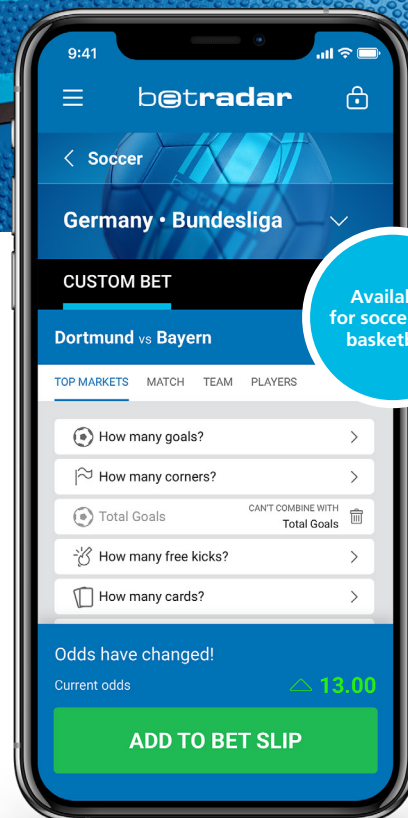 9:41
betradar
Soccer
Germany • Bundesliga
CUSTOM BET
for
Dortmund vs Bayern
TOP MARKETS MATCH TEAM PLAYERS
How many goals?
How many corners?
Total Goals
CAN'T COMBINE WITH
Total Goals
How many free kicks?
How many cards?
Odds have changed!
Current odds
13.00
ADD TO BET SLIP